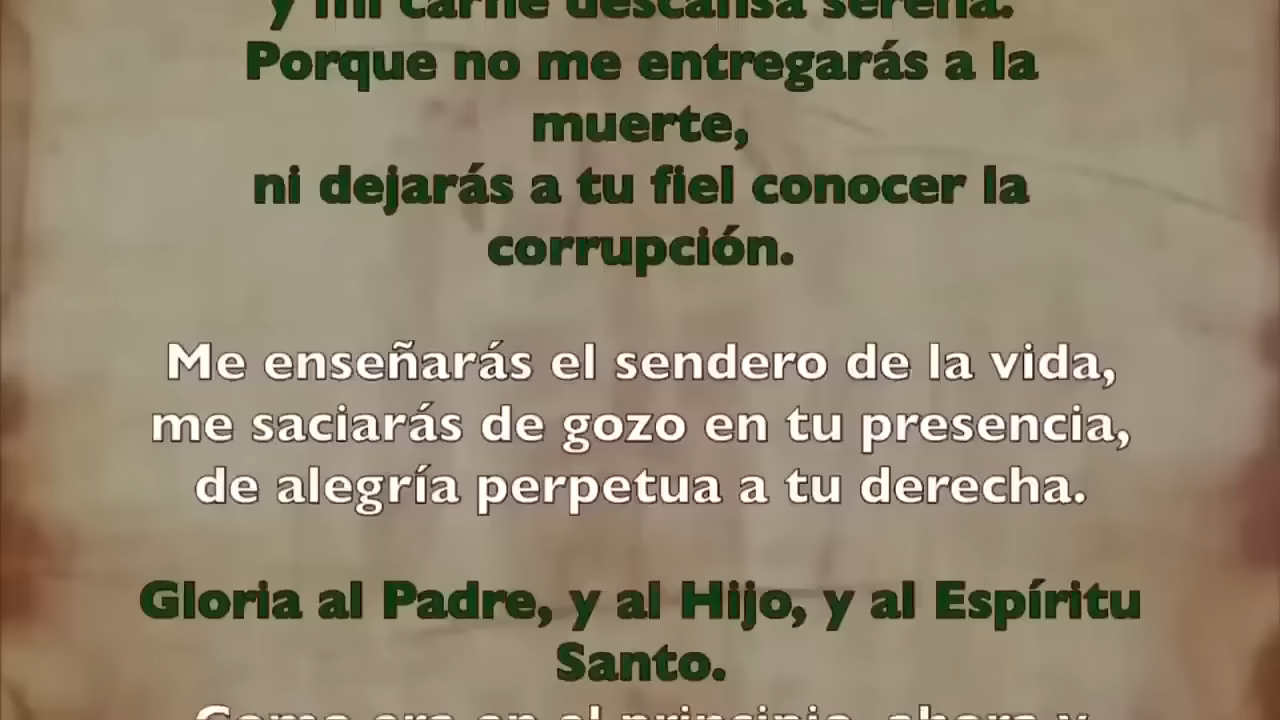 y mi carne descansa serena.
Porque no me entregarás a la
muerte,
ni dejarás a tu fiel conocer la
corrupción.
Me enseñarás el sendero de la vida,
me saciarás de gozo en tu presencia,
de alegría perpetua a tu derecha.
Gloria al Padre, y al Hijo, y al Espíritu
Santo.
Como era en el principio, ahora y